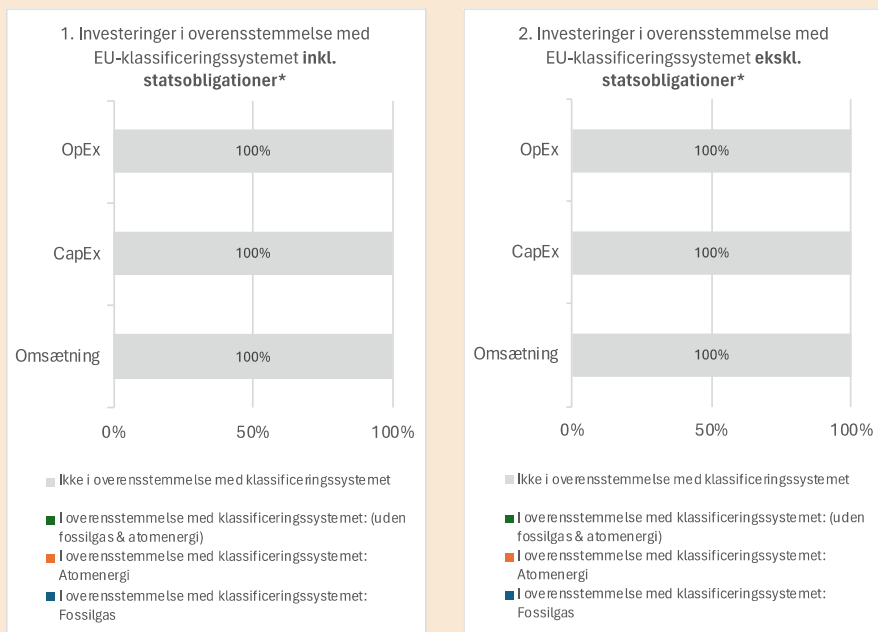 1. Investeringer i overensstemmelse med
EU-klassificeringssystemet inkl.
statsobligationer*
OpEx
100%
CapEx
100%
Omsætning
100%
0%
50%
100%
Ikke i overensstemmelse med klassificeringssystemet
I overensstemmelse med klassificeringssystemet: (uden
fossilgas & atomenergi)
I overensstemmelse med klassificeringssystemet:
Atomenergi
I overensstemmelse med klassificeringssystemet:
Fossilgas
2. Investeringer i overensstemmelse med
EU-klassificeringssystemet ekskl.
statsobligationer*
OpEx
100%
CapEx
100%
Omsætning
100%
0%
50%
100%
Ikke i overensstemmelse med klassificeringssystemet
I overensstemmelse med klassificeringssystemet: (uden
fossilgas & atomenergi)
I overensstemmelse med klassificeringssystemet:
Atomenergi
I overensstemmelse med klassificeringssystemet:
Fossilgas